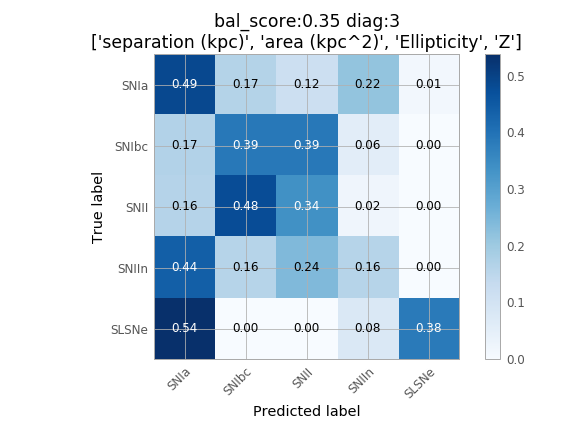 bal_score:0.35 diag:3
['separation (kpc)', 'area (kpc^2)', 'Ellipticity', 'Z']
SNIa 0.49 0.17 0.12 0.22 0.01
SNIbc 0.17 0.39 0.39 0.06 0.00
SNII 0.16 0.48 0.34 0.02 0.00
SNIIn 0.44 0.16 0.24 0.16 0.00
SLSNe 0.54 0.00 0.00 0.08 0.38
SNIa SNIbc SNII SNIIn SLSNe
Predicted label
True label
0.5
0.4
0.3
0.2
0.1
0.0